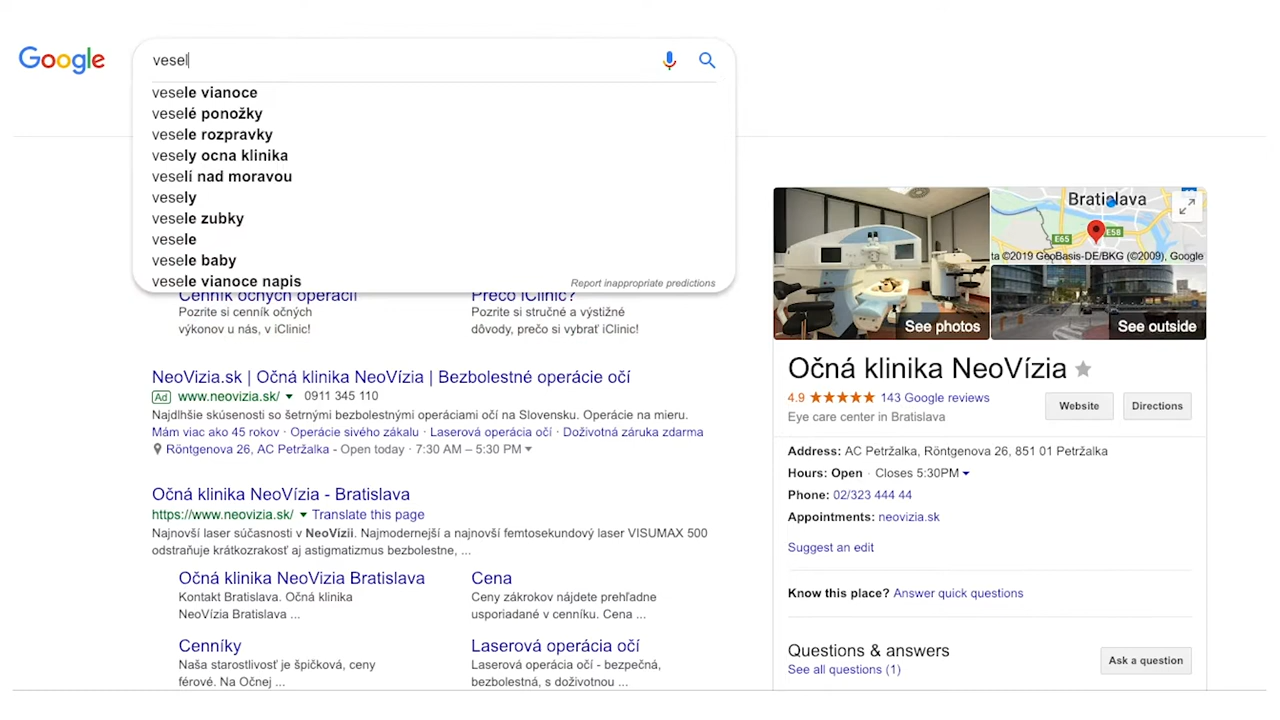 Google
vesel
vesele vianoce
veselé ponožky
vesele rozpravky
vesely ocna klinika
veselí nad moravou
vesely
vesele zubky
vesele
vesele baby
vesele vianoce napis
Report inappropriate predictions
Cenník očných operácií
Pozrite si cenník očných
výkonov u nás, v iClinic!
Prečo iClinic?
Pozrite si stručné a výstižné
dôvody, prečo si vybrať iClinic!
NeoVizia.sk | Očná klinika NeoVízia | Bezbolestné operácie očí
Ad www.neovizia.sk/ 0911 345 110
Najdlhšie skúsenosti so šetrnými bezbolestnými operáciami očí na Slovensku. Operácie na mieru.
Mám viac ako 45 rokov · Operácie sivého zákalu · Laserová operácia očí · Doživotná záruka zdarma
Röntgenova 26, AC Petržalka - Open today · 7:30 AM – 5:30 PM
Očná klinika NeoVízia - Bratislava
https://www.neovizia.sk/ Translate this page
Najnovší laser súčasnosti v NeoVízii. Najmodernejší a najnovší femtosekundový laser VISUMAX 500
odstraňuje krátkozrakosť aj astigmatizmus bezbolestne, ...
Očná klinika NeoVizia Bratislava
Kontakt Bratislava. Očná klinika
NeoVízia Bratislava ...
Cena
Ceny zákrokov nájdete prehľadne
usporiadané v cenníku. Cena ...
Cenníky
Naša starostlivosť je špičková, ceny
férové. Na Očnej ...
Laserová operácia očí
Laserová operácia očí - bezpečná,
bezbolestná, s doživotnou ...
See photos
Bratislava
E65
E58
ta ©2019 GeoBasis-DE/BKG (©2009), Google
See outside
Očná klinika NeoVízia
4.9 143 Google reviews
Eye care center in Bratislava
Website
Directions
Address: AC Petržalka, Röntgenova 26, 851 01 Petržalka
Hours: Open · Closes 5:30PM
Phone: 02/323 444 44
Appointments: neovizia.sk
Suggest an edit
Know this place? Answer quick questions
Questions & answers
See all questions (1)
Ask a question